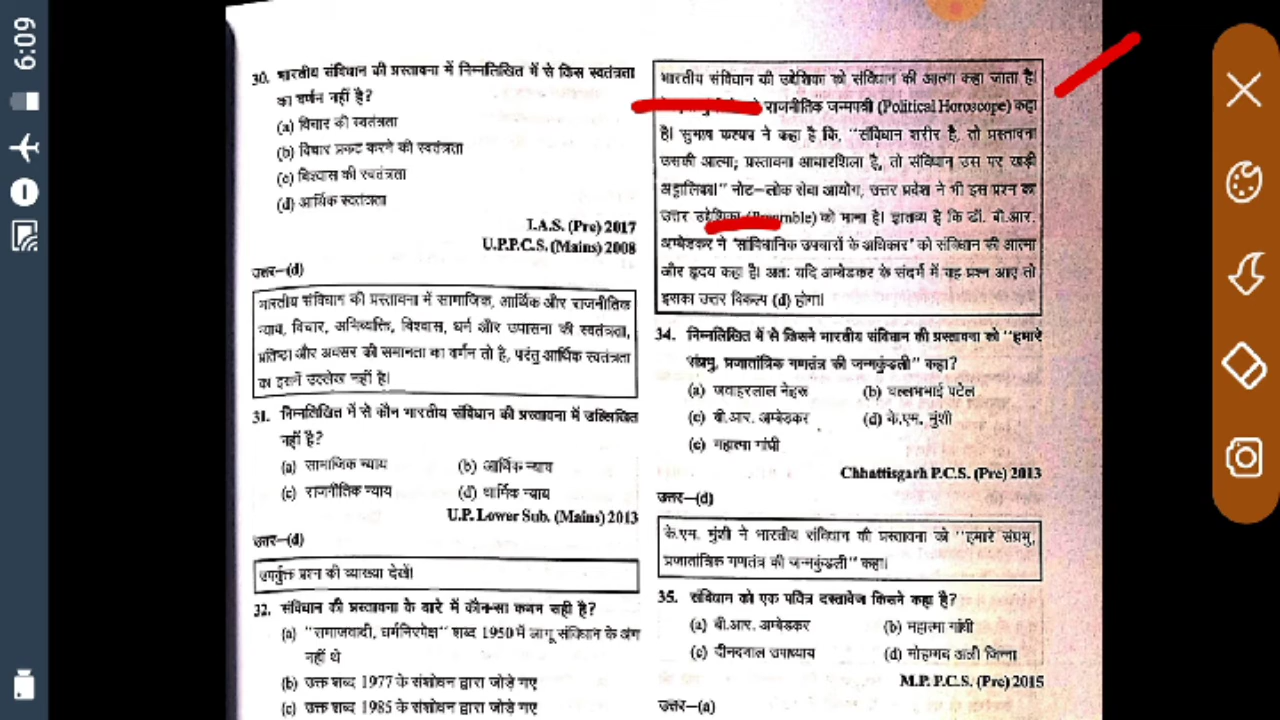 6:09
30. भारतीय संविधान की प्रस्तावना में निम्नलिखित में से किस स्वतंत्रता
का वर्णन नहीं है?
(a) विचार की स्वतंत्रता
(b) विचार प्रकट करने की स्वतंत्रता
(c) विश्वास की स्वतंत्रता
(d) आर्थिक स्वतंत्रता
I.A.S. (Pre) 2017
U.P.P.C.S. (Mains) 2008
उत्तर-(d)
भारतीय संविधान की प्रस्तावना में सामाजिक, आर्थिक और राजनीतिक
न्याय, विचार, अभिव्यक्ति, विश्वास, धर्म और उपासना की स्वतंत्रता,
प्रतिष्ठा और अवसर की समानता का वर्णन तो है, परंतु आर्थिक स्वतंत्रता
का इसमें उल्लेख नहीं है।
31. निम्नलिखित में से कौन भारतीय संविधान की प्रस्तावना में उल्लिखित
नहीं है?
(a) सामाजिक न्याय (b) आर्थिक न्याय
(c) राजनीतिक न्याय (d) धार्मिक न्याय
U.P. Lower Sub. (Mains) 2013
उत्तर-(d)
उपर्युक्त प्रश्न की व्याख्या देखें।
32. संविधान की प्रस्तावना के बारे में कौन-सा कथन सही है?
(a) "समाजवादी, धर्मनिरपेक्ष" शब्द 1950 में लागू संविधान के अंग
नहीं थे
(b) उक्त शब्द 1977 के संशोधन द्वारा जोड़े गए
(c) उक्त शब्द 1985 के संशोधन द्वारा जोड़े गए
भारतीय संविधान की उद्देशिका को संविधान की आत्मा कहा जाता है।
राजनीतिक जन्मपत्री (Political Horoscope) कहा
है। सुभाष कश्यप ने कहा है कि, "संविधान शरीर है, तो प्रस्तावना
उसकी आत्मा; प्रस्तावना आधारशिला है, तो संविधान उस पर खड़ी
अट्टालिका।" नोट-लोक सेवा आयोग, उत्तर प्रदेश ने भी इस प्रश्न का
उत्तर उद्देशिका (Preamble) को माना है। ज्ञातव्य है कि डॉ. बी.आर.
अम्बेडकर ने 'सांविधानिक उपचारों के अधिकार' को संविधान की आत्मा
और हृदय कहा है। अतः यदि अम्बेडकर के संदर्भ में यह प्रश्न आए तो
इसका उत्तर विकल्प (d) होगा।
34. निम्नलिखित में से किसने भारतीय संविधान की प्रस्तावना को "हमारे
संप्रभु, प्रजातांत्रिक गणतंत्र की जन्मकुंडली" कहा?
(a) जवाहरलाल नेहरू (b) वल्लभभाई पटेल
(c) बी.आर. अम्बेडकर (d) के.एम. मुंशी
(e) महात्मा गांधी
Chhattisgarh P.C.S. (Pre) 2013
उत्तर-(d)
के.एम. मुंशी ने भारतीय संविधान की प्रस्तावना को "हमारे संप्रभु,
प्रजातांत्रिक गणतंत्र की जन्मकुंडली" कहा।
35. संविधान को एक पवित्र दस्तावेज किसने कहा है?
(a) बी.आर. अम्बेडकर (b) महात्मा गांधी
(c) दीनदयाल उपाध्याय (d) मोहम्मद अली जिन्ना
M.P. P.C.S. (Pre) 2015
उत्तर-(a)